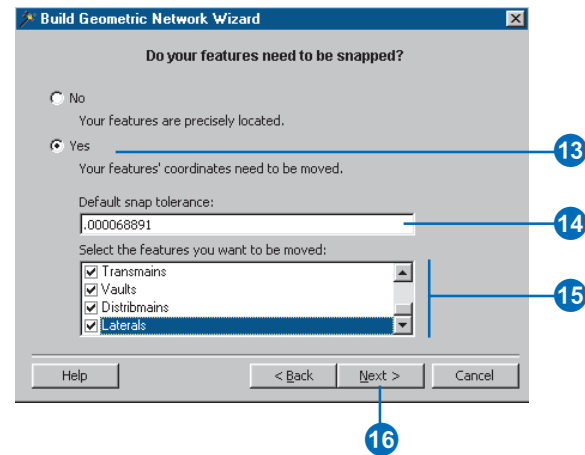 Build Geometric Network Wizard
Do your features need to be snapped?
No
Your features are precisely located.
Yes
13
Your features' coordinates need to be moved.
Default snap tolerance:
.000068891
14
Select the features you want to be moved:
Transmains
Vaults
Distribmains
Laterals
15
Help
< Back
Next >
Cancel
16